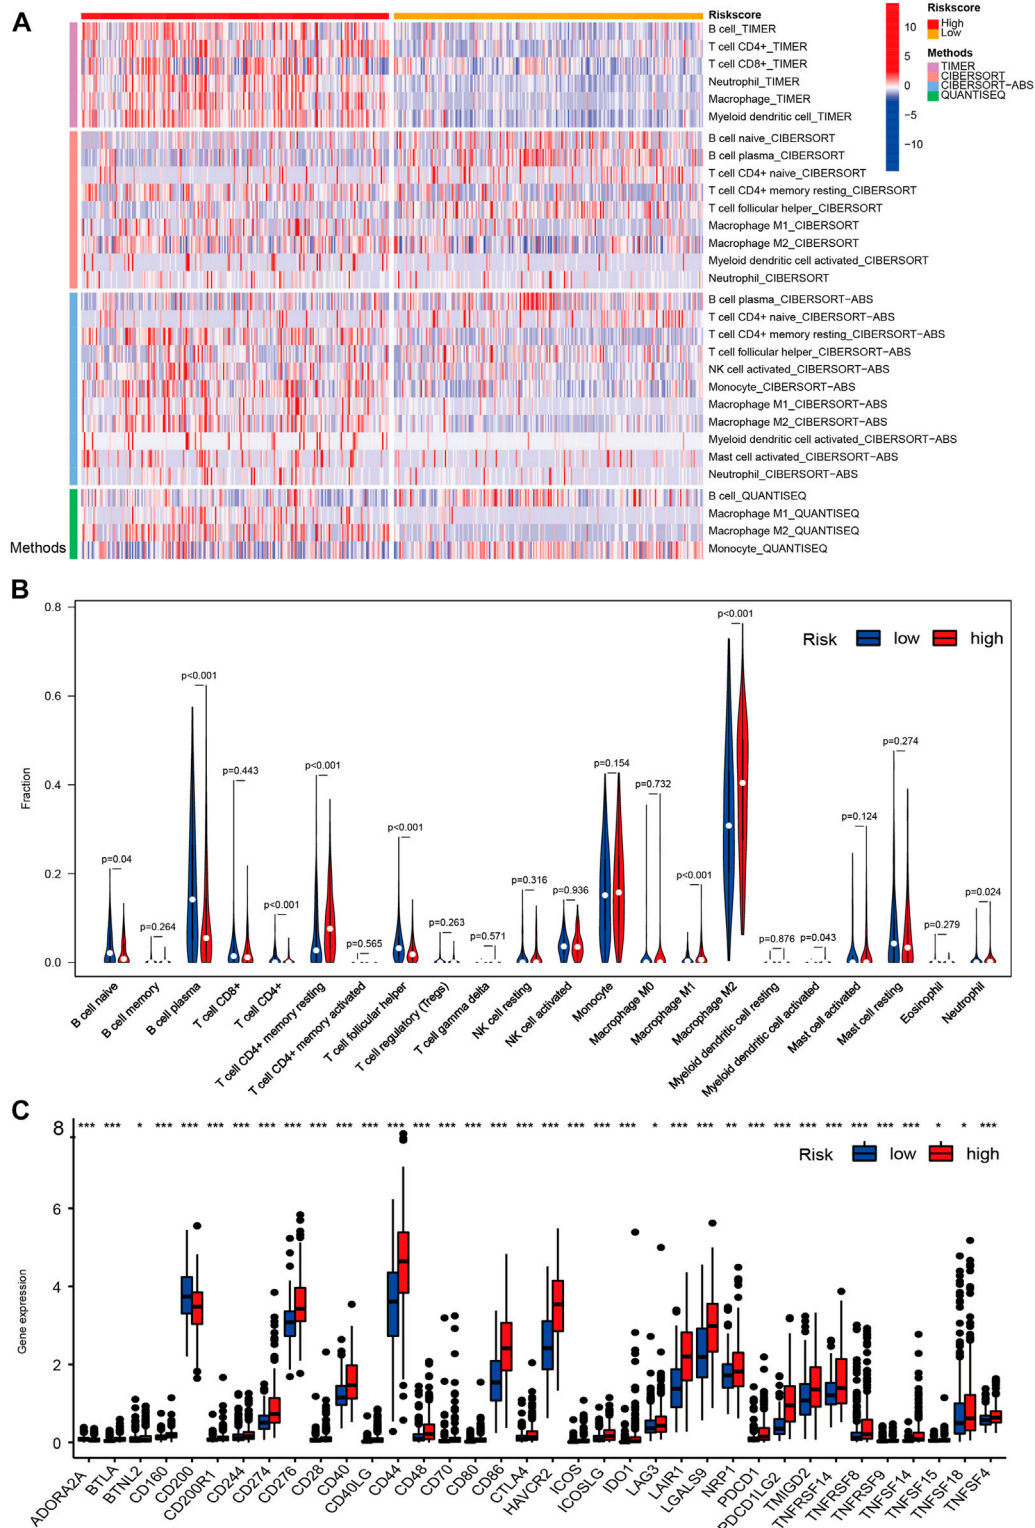 A
Riskscore
B cell_TIMER
T cell CD4+_TIMER
T cell CD8+_TIMER
Neutrophil_TIMER
Macrophage_TIMER
Myeloid dendritic cell_TIMER
B cell naive_CIBERSORT
B cell plasma_CIBERSORT
T cell CD4+ naive_CIBERSORT
T cell CD4+ memory resting_CIBERSORT
T cell follicular helper_CIBERSORT
Macrophage M1_CIBERSORT
Macrophage M2_CIBERSORT
Myeloid dendritic cell activated_CIBERSORT
Neutrophil_CIBERSORT
B cell plasma_CIBERSORT-ABS
T cell CD4+ naive_CIBERSORT-ABS
T cell CD4+ memory resting_CIBERSORT-ABS
T cell follicular helper_CIBERSORT-ABS
NK cell activated_CIBERSORT-ABS
Monocyte_CIBERSORT-ABS
Macrophage M1_CIBERSORT-ABS
Macrophage M2_CIBERSORT-ABS
Myeloid dendritic cell activated_CIBERSORT-ABS
Mast cell activated_CIBERSORT-ABS
Neutrophil_CIBERSORT-ABS
B cell_QUANTISEQ
Macrophage M1_QUANTISEQ
Macrophage M2_QUANTISEQ
Monocyte_QUANTISEQ
Methods
10
5
0
-5
-10
Riskscore
High
Low
Methods
TIMER
CIBERSORT
CIBERSORT-ABS
QUANTISEQ
B
Fraction
0.8
0.6
0.4
0.2
0.0
Risk low high
p=0.04
p=0.264
p<0.001
p=0.443
p<0.001
p<0.001
p=0.565
p<0.001
p=0.263
p=0.571
p=0.316
p=0.936
p=0.154
p=0.732
p<0.001
p<0.001
p=0.876
p=0.043
p=0.124
p=0.274
p=0.279
p=0.024
B cell naive
B cell memory
B cell plasma
T cell CD8+
T cell CD4+
T cell CD4+ memory resting
T cell CD4+ memory activated
T cell follicular helper
T cell regulatory (Tregs)
T cell gamma delta
NK cell resting
NK cell activated
Monocyte
Macrophage M0
Macrophage M1
Macrophage M2
Myeloid dendritic cell resting
Myeloid dendritic cell activated
Mast cell activated
Mast cell resting
Eosinophil
Neutrophil
C
Gene expression
8
6
4
2
0
*** *** * *** *** *** *** *** *** *** *** *** *** *** *** *** *** *** *** *** *** *** * *** *** ** *** *** *** *** *** *** *** * * ***
Risk low high
ADORA2A
BTLA
BTNL2
CD160
CD200
CD200R1
CD244
CD274
CD276
CD28
CD40
CD40LG
CD44
CD48
CD70
CD80
CD86
CTLA4
HAVCR2
ICOS
ICOSLG
IDO1
LAG3
LAIR1
LGALS9
NRP1
PDCD1
PDCD1LG2
TMIGD2
TNFRSF14
TNFRSF8
TNFRSF9
TNFSF14
TNFSF15
TNFSF18
TNFSF4